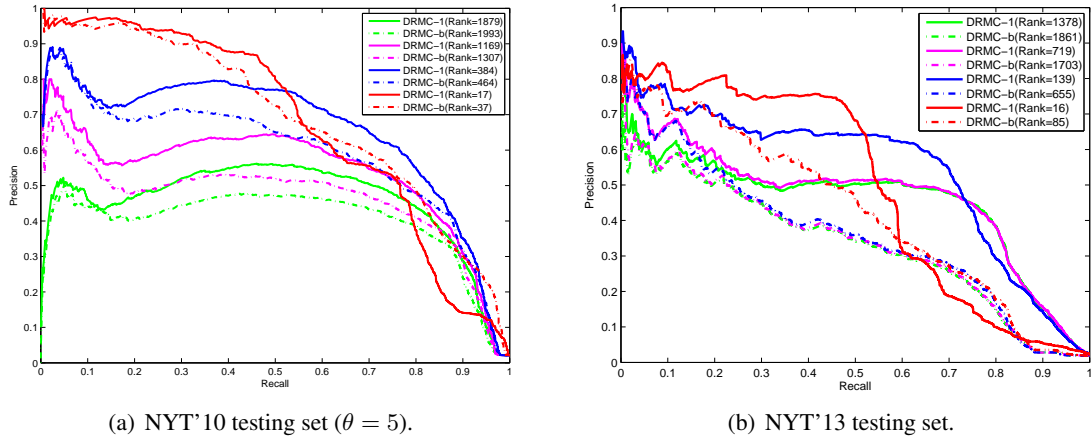 1
0.9
0.8
0.7
0.6
0.5
0.4
0.3
0.2
0.1
0
Precision
0 0.1 0.2 0.3 0.4 0.5 0.6 0.7 0.8 0.9 1
Recall
DRMC−1(Rank=1879)
DRMC−b(Rank=1993)
DRMC−1(Rank=1169)
DRMC−b(Rank=1307)
DRMC−1(Rank=384)
DRMC−b(Rank=464)
DRMC−1(Rank=17)
DRMC−b(Rank=37)
(a) NYT’10 testing set (θ = 5).
1
0.9
0.8
0.7
0.6
0.5
0.4
0.3
0.2
0.1
0
Precision
0 0.1 0.2 0.3 0.4 0.5 0.6 0.7 0.8 0.9 1
Recall
DRMC−1(Rank=1378)
DRMC−b(Rank=1861)
DRMC−1(Rank=719)
DRMC−b(Rank=1703)
DRMC−1(Rank=139)
DRMC−b(Rank=655)
DRMC−1(Rank=16)
DRMC−b(Rank=85)
(b) NYT’13 testing set.